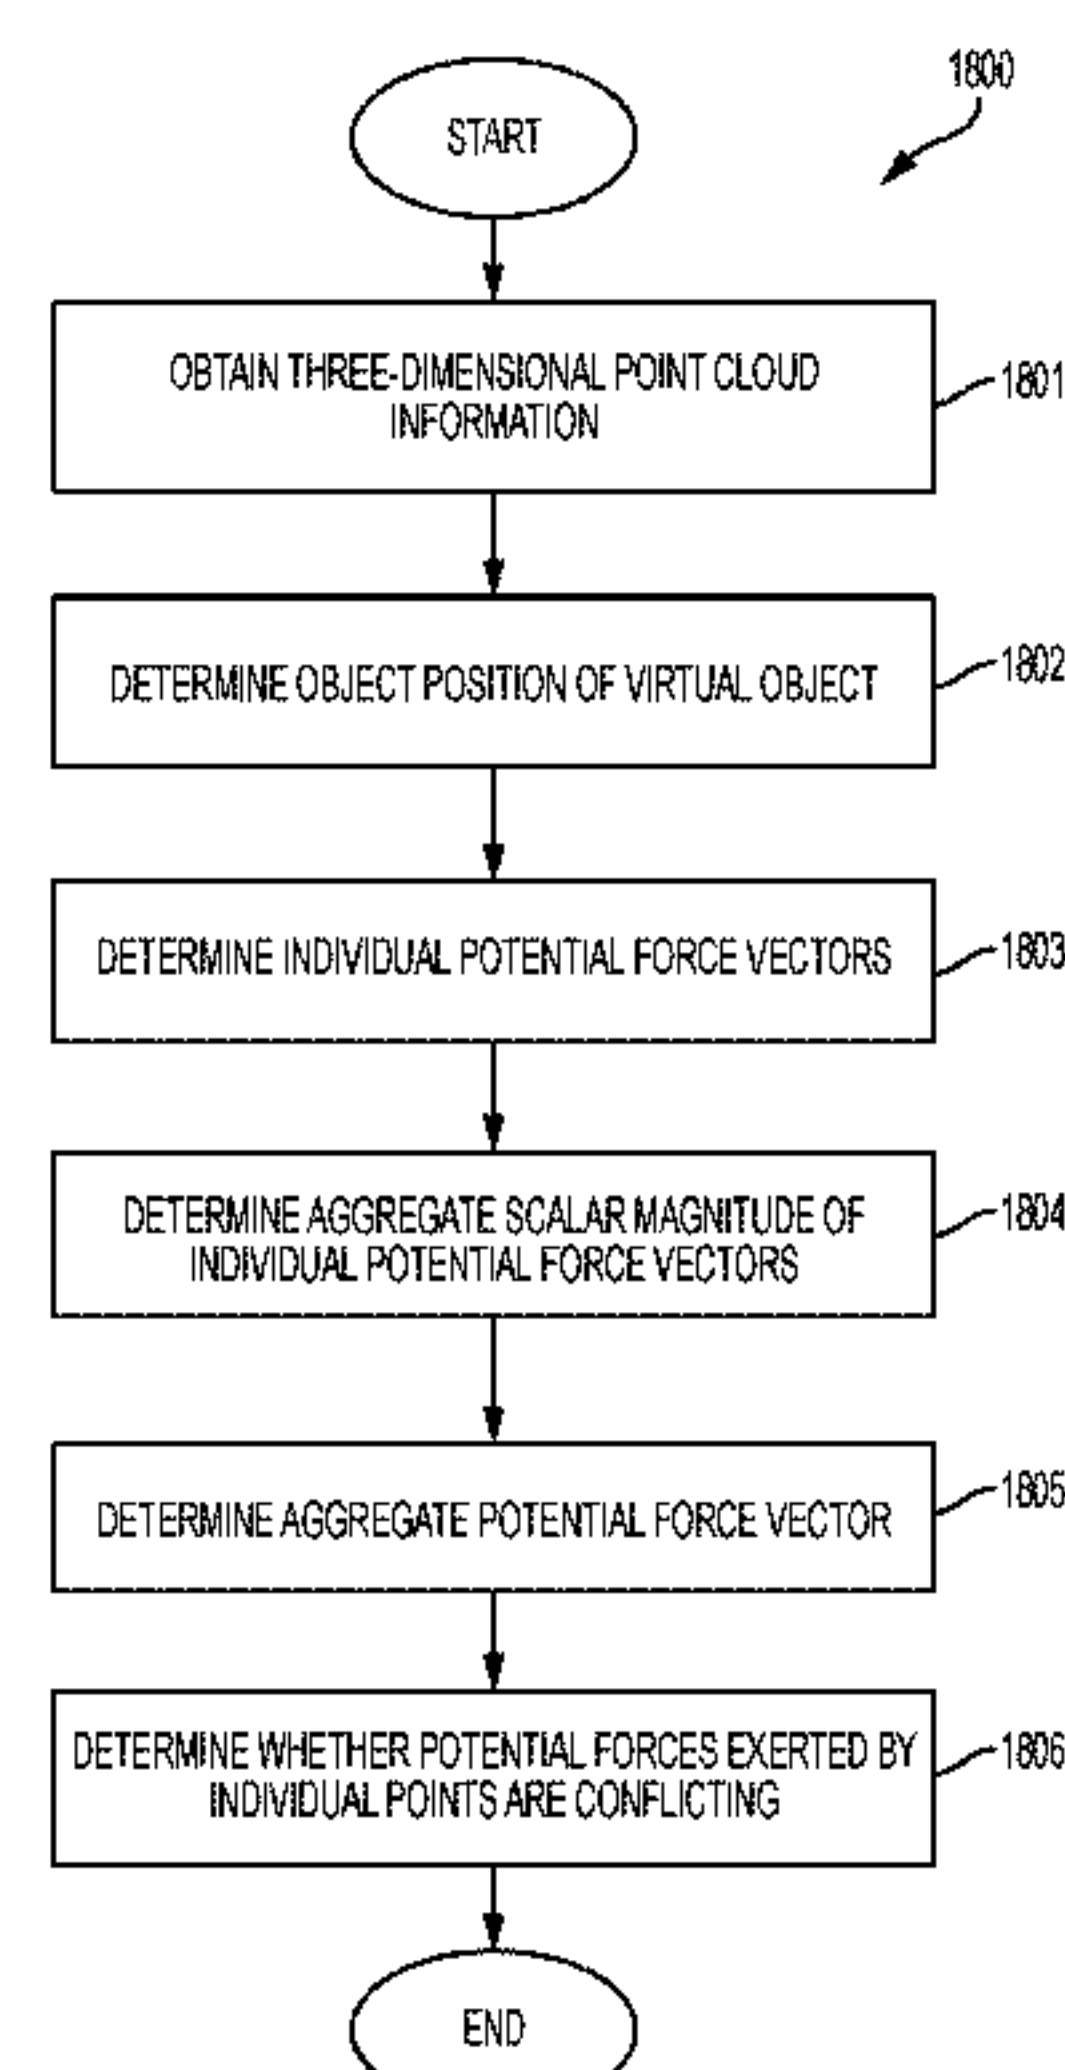 1800
START
OBTAIN THREE-DIMENSIONAL POINT CLOUD
INFORMATION
1801
DETERMINE OBJECT POSITION OF VIRTUAL OBJECT
1802
DETERMINE INDIVIDUAL POTENTIAL FORCE VECTORS
1803
DETERMINE AGGREGATE SCALAR MAGNITUDE OF
INDIVIDUAL POTENTIAL FORCE VECTORS
1804
DETERMINE AGGREGATE POTENTIAL FORCE VECTOR
1805
DETERMINE WHETHER POTENTIAL FORCES EXERTED BY
INDIVIDUAL POINTS ARE CONFLICTING
1806
END